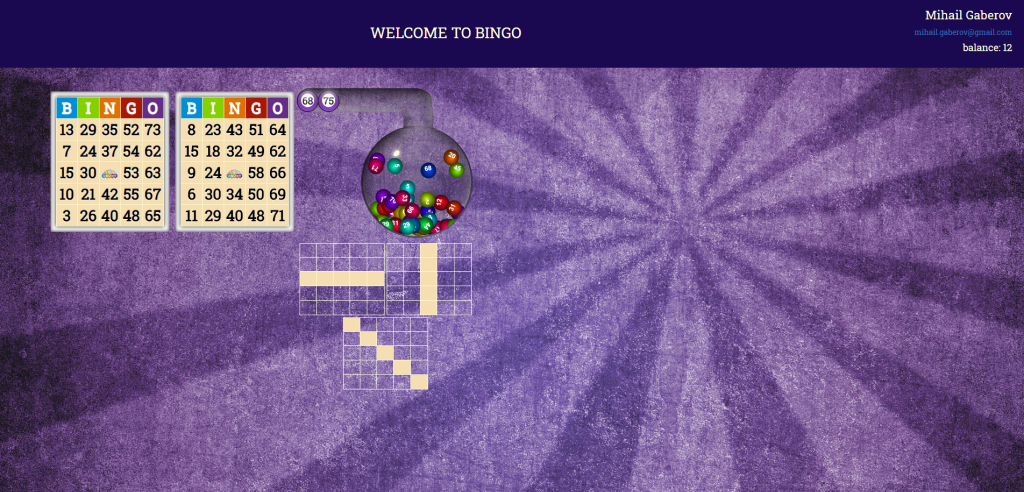 WELCOME TO BINGO
Mihail Gaberov
mihail.gaberov@gmail.com
balance: 12
B I N G O
13 29 35 52 73
7 24 37 54 62
15 30 53 63
10 21 42 55 67
3 26 40 48 65
B I N G O
8 23 43 51 64
15 18 32 49 62
9 24 58 66
6 30 34 50 69
11 29 40 48 71
68 75